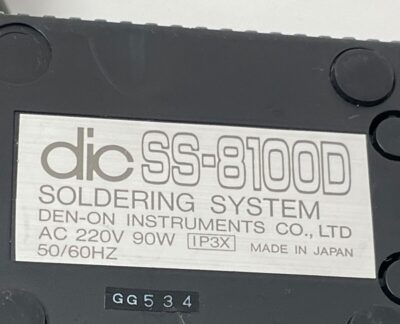 dic SS-8100D
SOLDERING SYSTEM
DEN-ON INSTRUMENTS CO., LTD
AC 220V 90W IP3X MADE IN JAPAN
50/60HZ
GG534